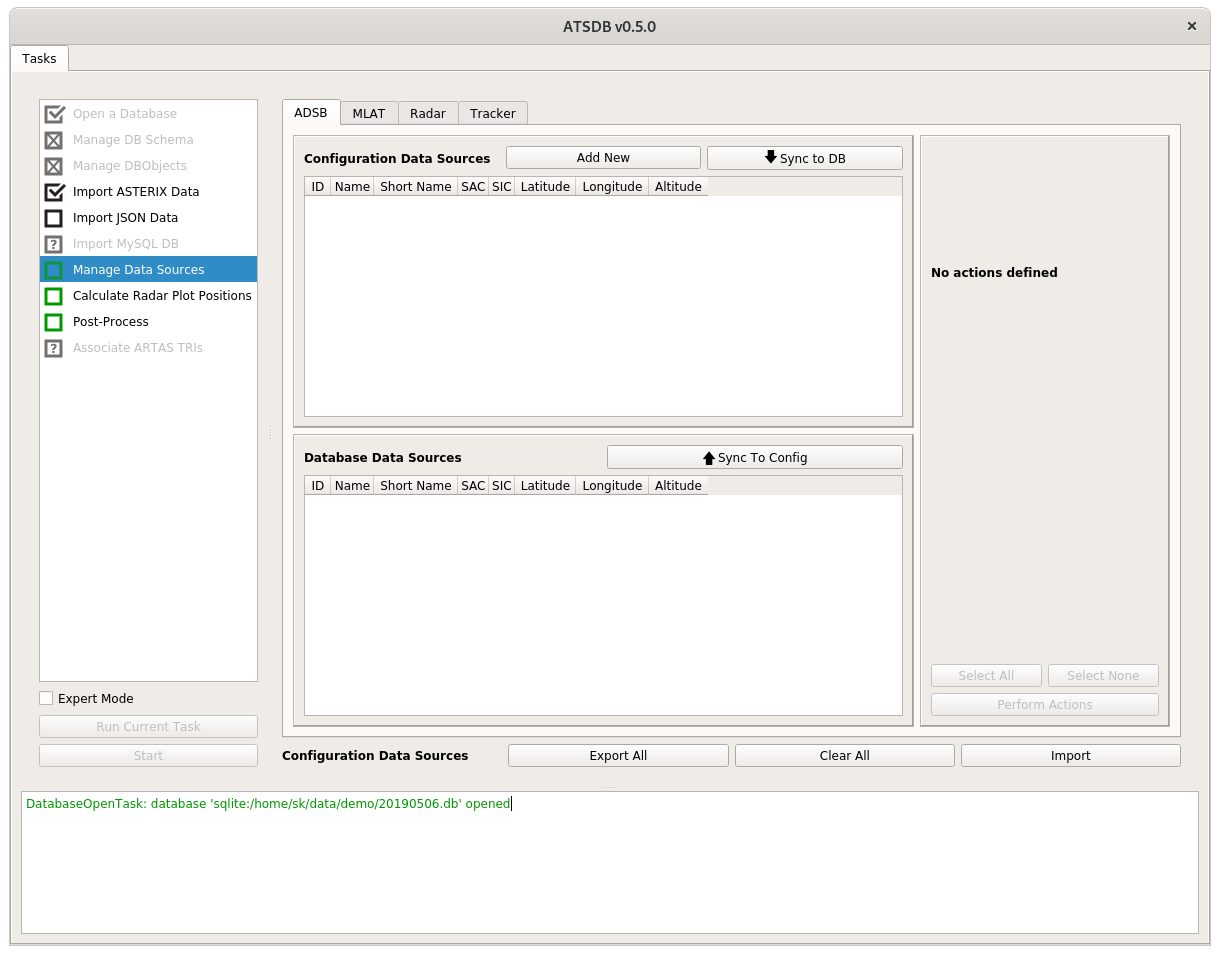 ATSDB v0.5.0
Tasks
Open a Database
Manage DB Schema
Manage DBObjects
Import ASTERIX Data
Import JSON Data
Import MySQL DB
Manage Data Sources
Calculate Radar Plot Positions
Post-Process
Associate ARTAS TRIs
Expert Mode
Run Current Task
Start
ADSB MLAT Radar Tracker
Configuration Data Sources Add New Sync to DB
ID Name Short Name SAC SIC Latitude Longitude Altitude
Database Data Sources Sync To Config
ID Name Short Name SAC SIC Latitude Longitude Altitude
No actions defined
Select All Select None
Perform Actions
Configuration Data Sources Export All Clear All Import
DatabaseOpenTask: database 'sqlite:/home/sk/data/demo/20190506.db' opened